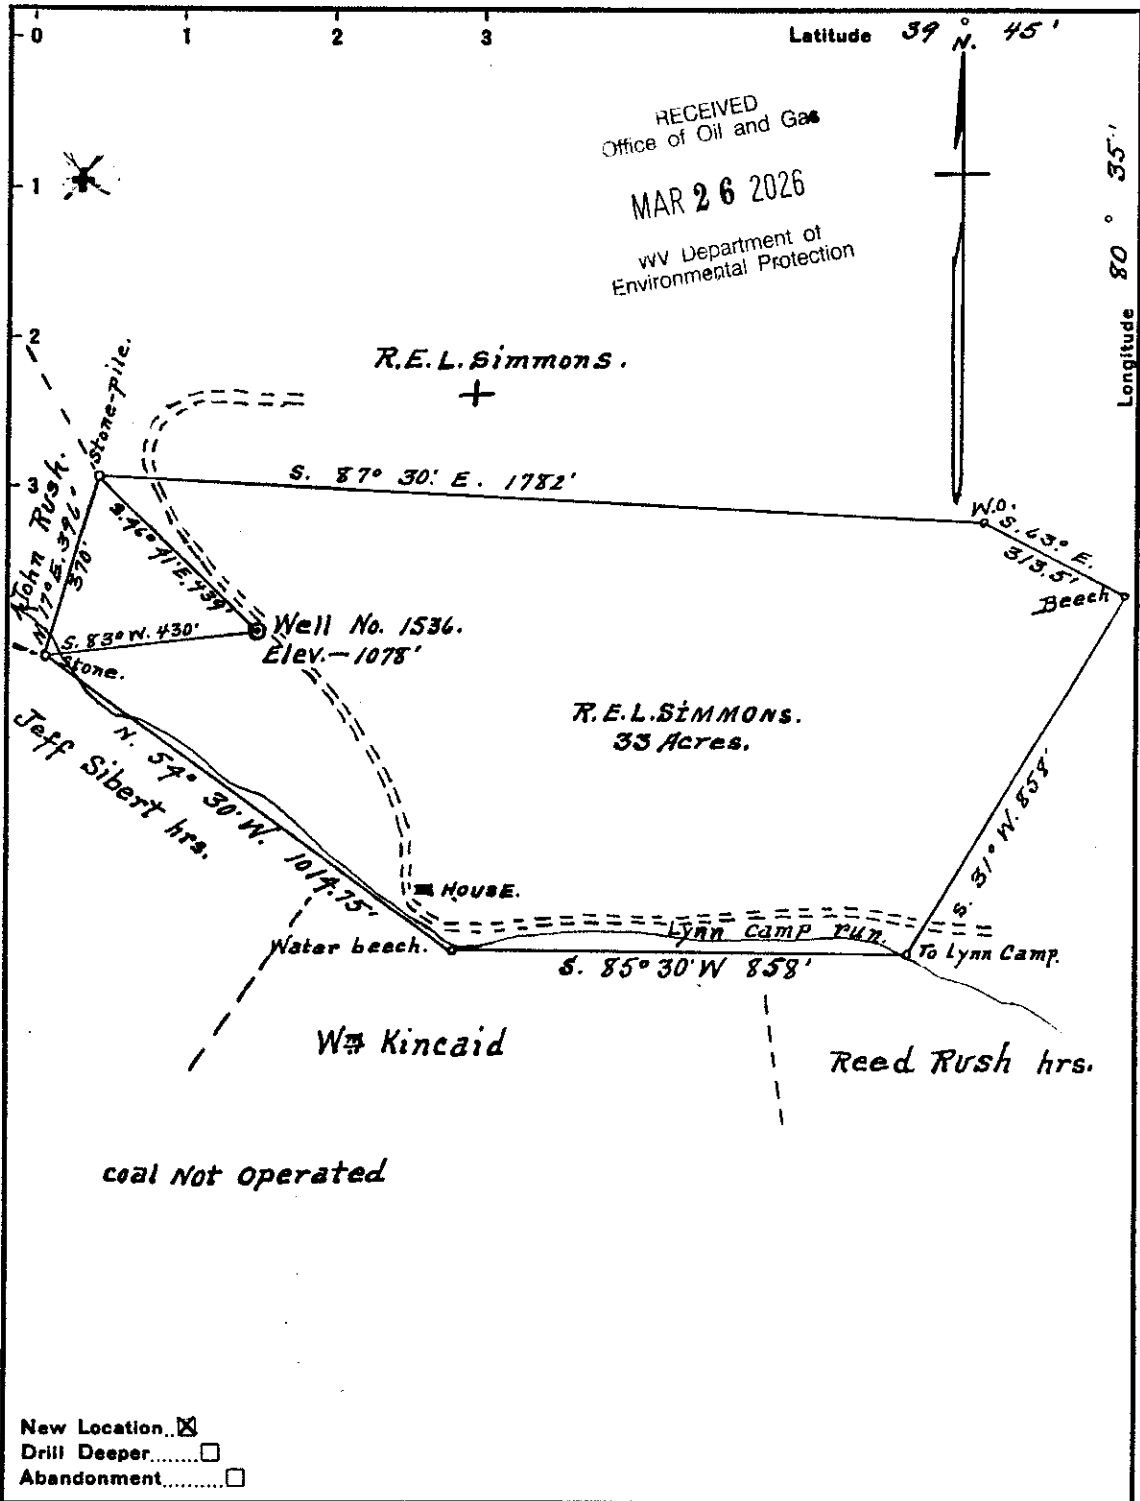 0 1 2 3 Latitude 39° 45'
N.
RECEIVED
Office of Oil and Gas
MAR 26 2026
WV Department of
Environmental Protection
Longitude 80° 35'
1
2
3
R.E.L. Simmons.
Stone-pile.
S. 87° 30' E. 1782'
W.O.
S. 63° E.
313.5'
Beech
John Rush.
N. 17° E. 396'
370'
S. 46° 41' E. 439'
S. 83° W. 430'
Stone.
Well No. 1536.
Elev.-1078'
R.E.L. SIMMONS.
33 Acres.
Jeff Sibert hrs.
N. 54° 30' W. 1014.75'
S. 31° W. 858'
HOUSE.
Water beech.
Lynn camp run.
To Lynn Camp.
S. 85° 30' W 858'
Wm Kincaid
Reed Rush hrs.
coal Not Operated
New Location..☒
Drill Deeper........☐
Abandonment..........☐